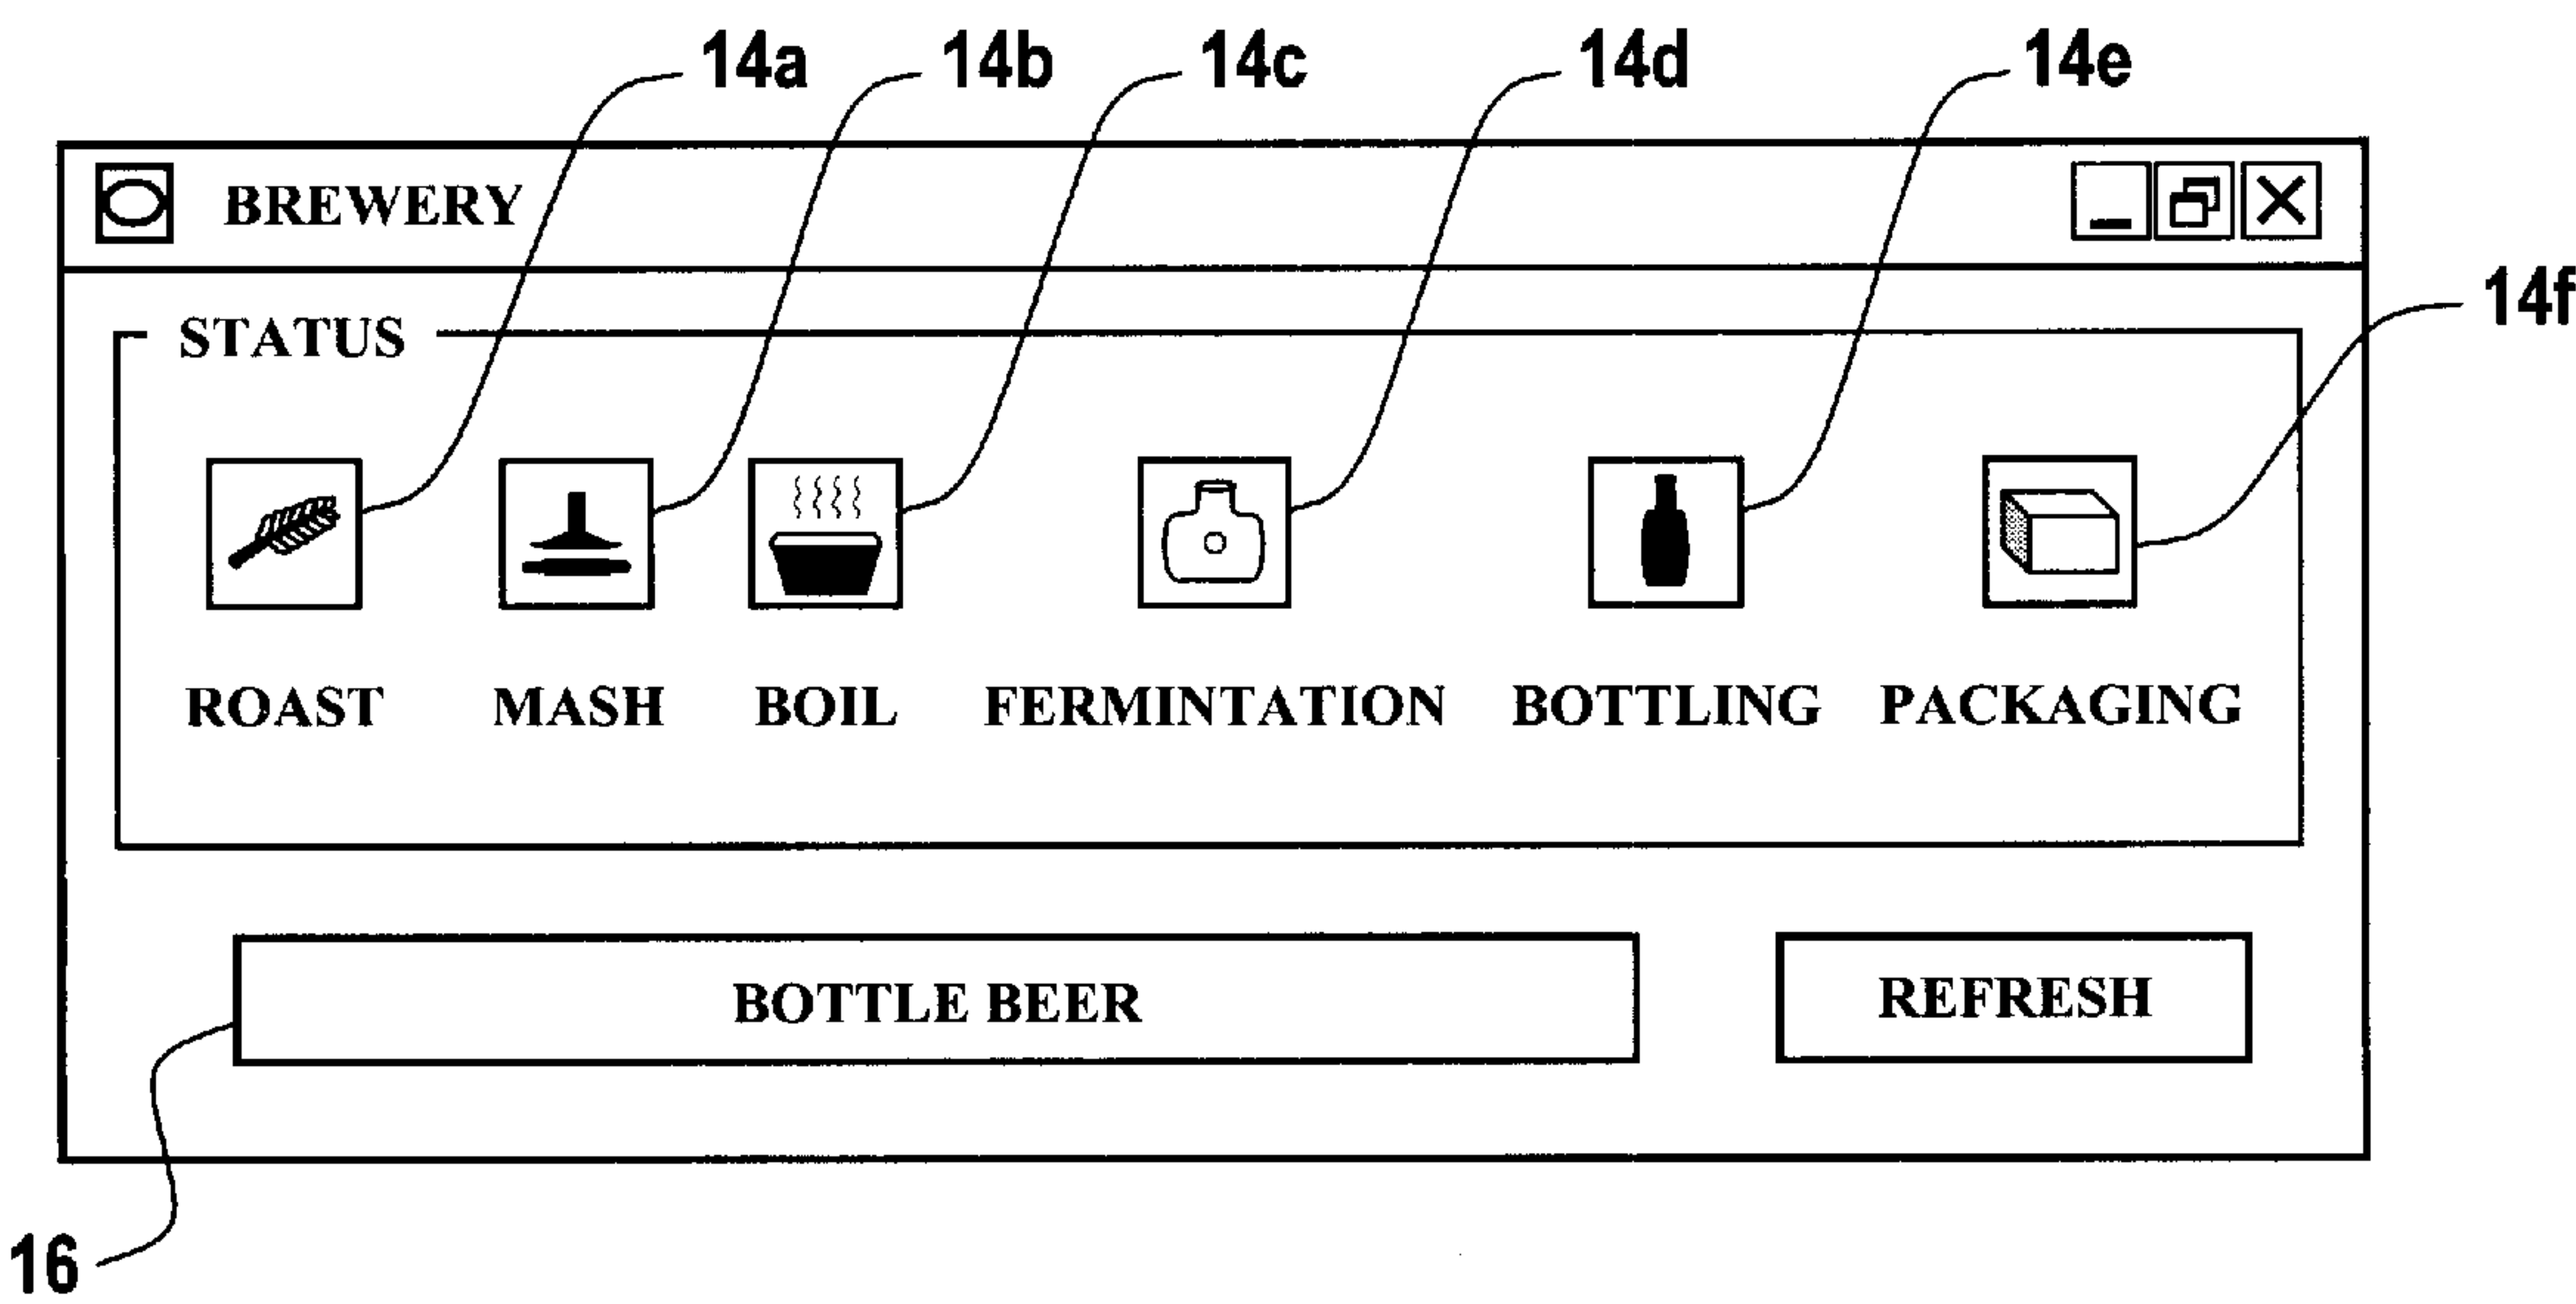 14a 14b 14c 14d 14e
BREWERY
14f
STATUS
ROAST MASH BOIL FERMINTATION BOTTLING PACKAGING
BOTTLE BEER REFRESH
16